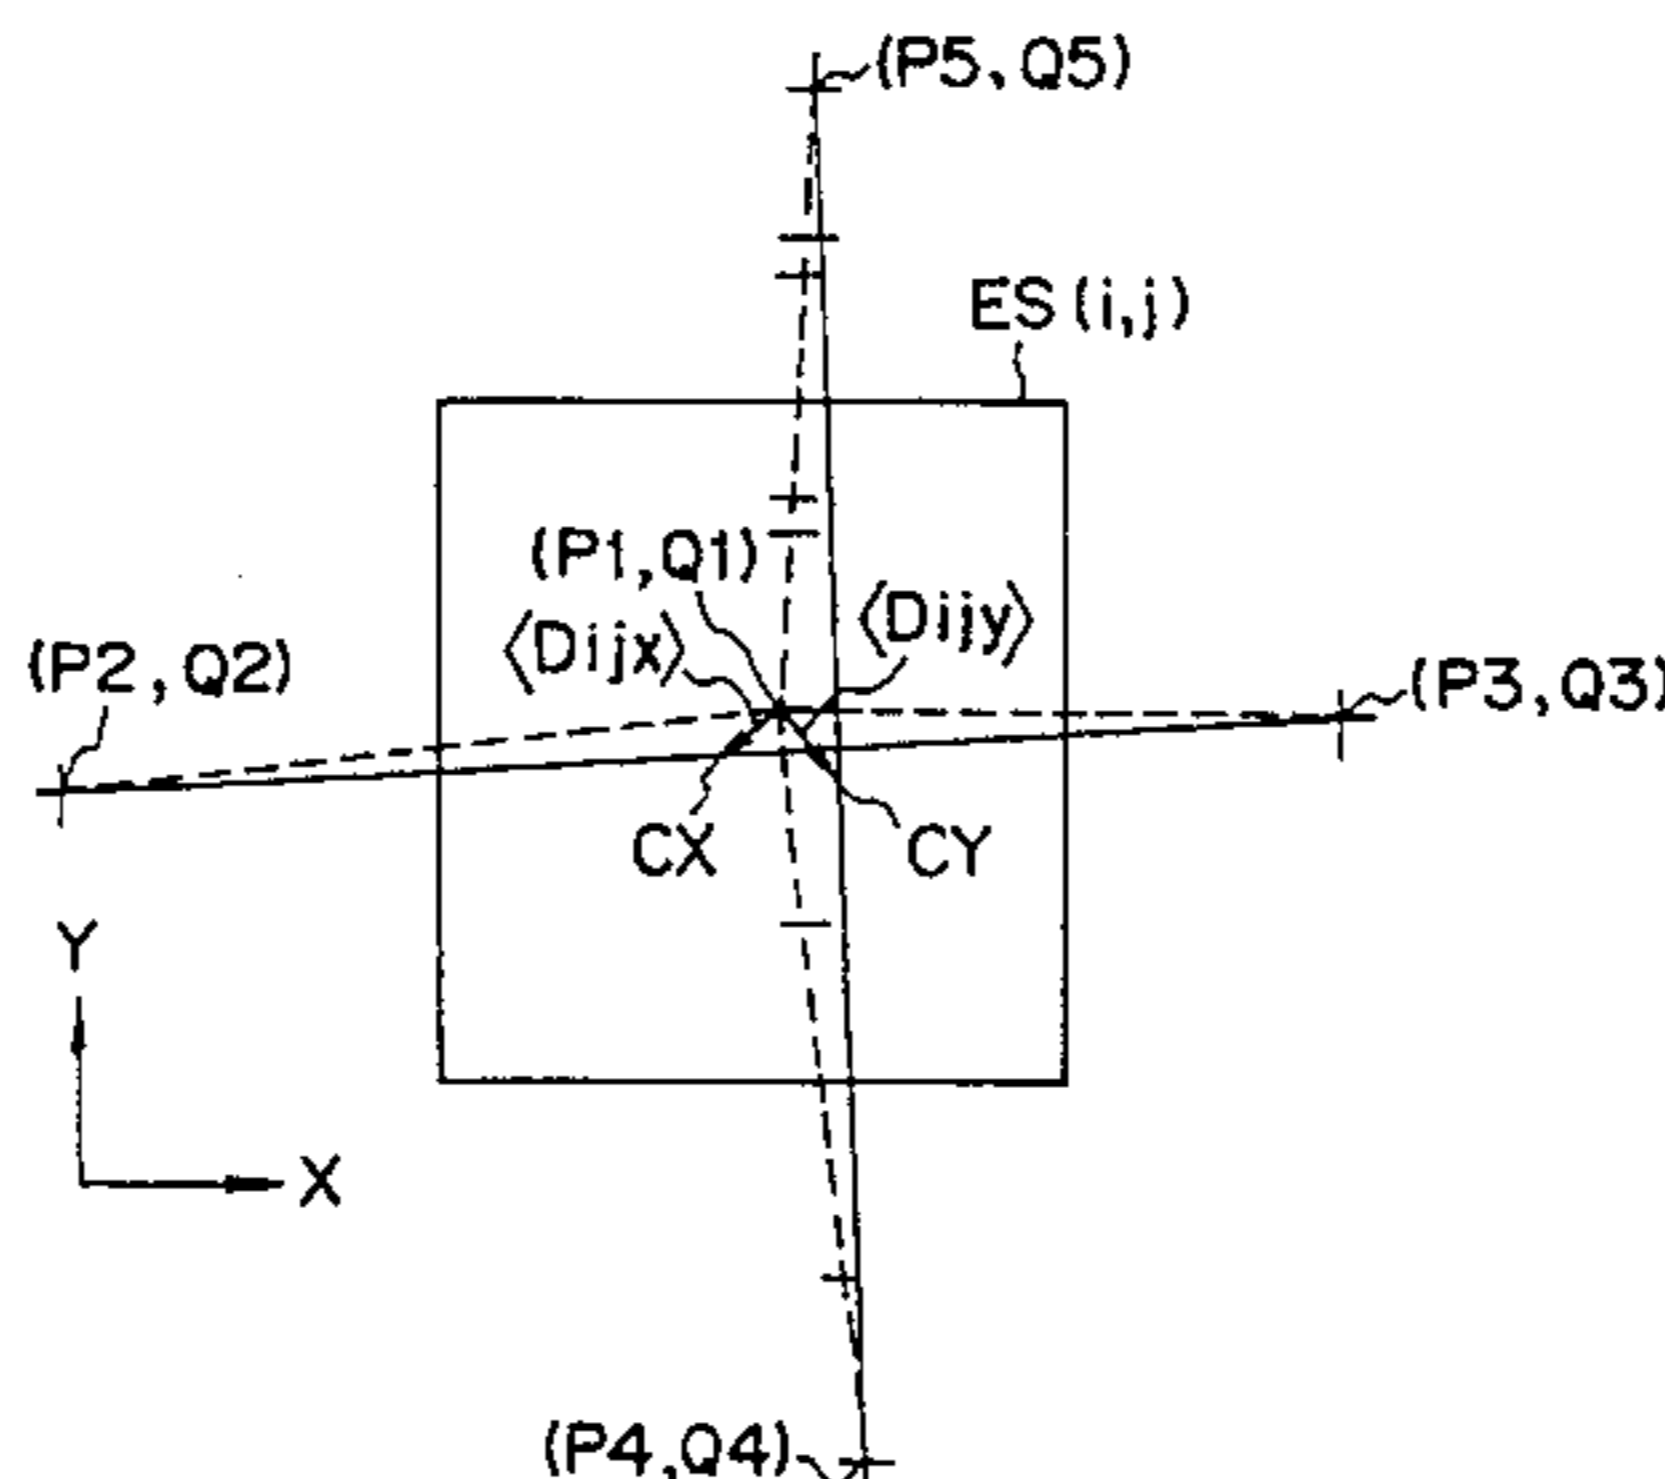 (P5, Q5)
ES(i,j)
(P1,Q1)
⟨Dijx⟩
⟨Dijy⟩
(P2, Q2)
(P3, Q3)
CX
CY
Y
X
(P4,Q4)